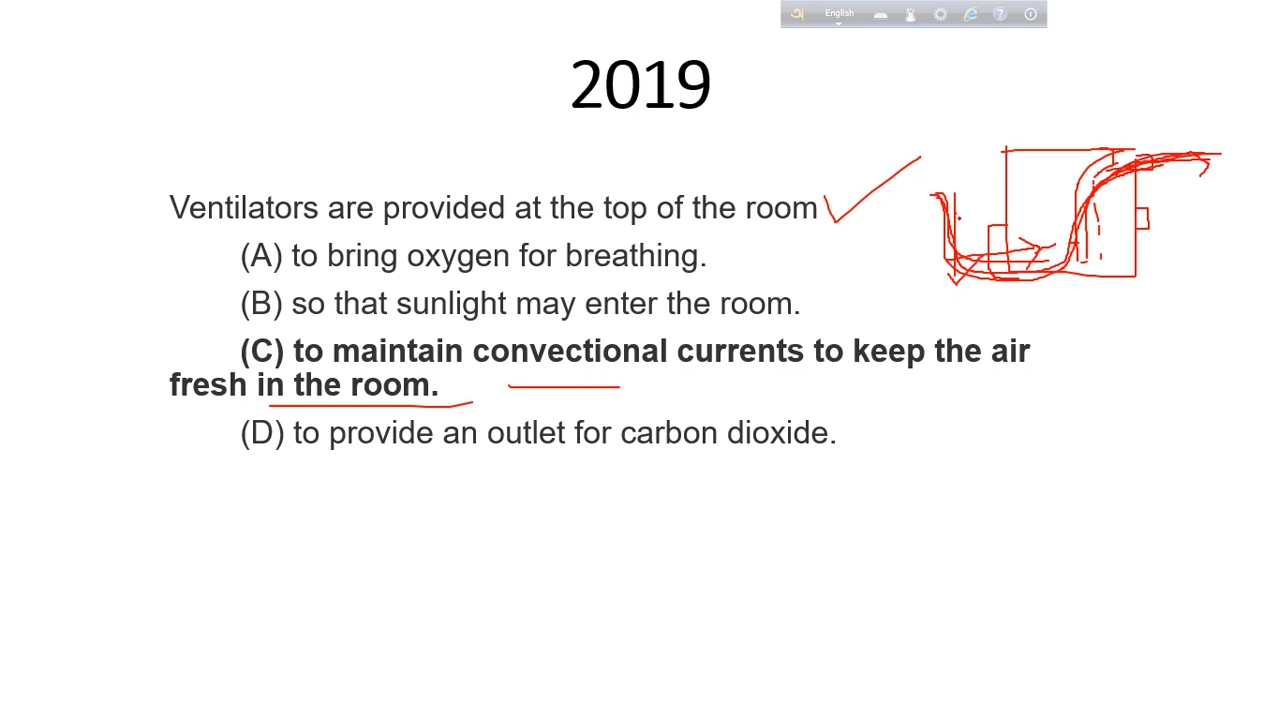 অ English
2019
Ventilators are provided at the top of the room
(A) to bring oxygen for breathing.
(B) so that sunlight may enter the room.
(C) to maintain convectional currents to keep the air
fresh in the room.
(D) to provide an outlet for carbon dioxide.